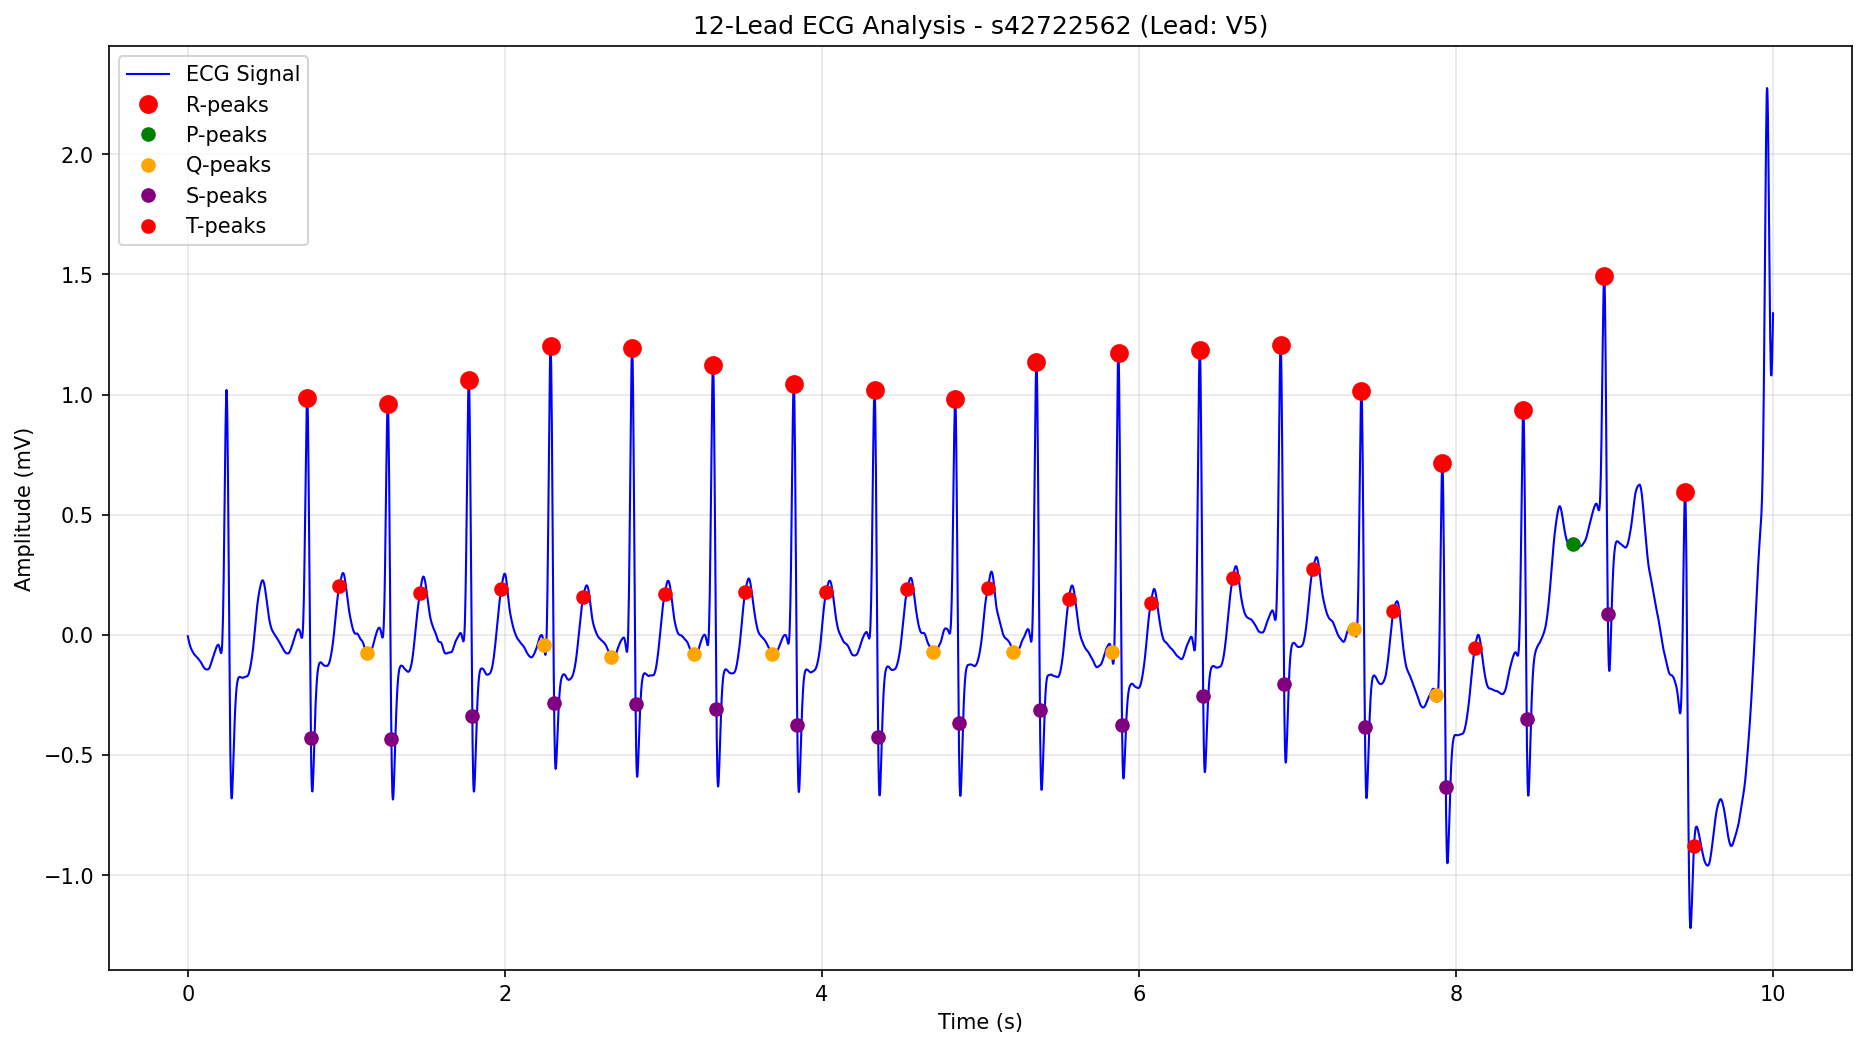 12-Lead ECG Analysis - s42722562 (Lead: V5)
ECG Signal
R-peaks
P-peaks
Q-peaks
S-peaks
T-peaks
2.0
1.5
1.0
0.5
0.0
−0.5
−1.0
Amplitude (mV)
0 2 4 6 8 10
Time (s)